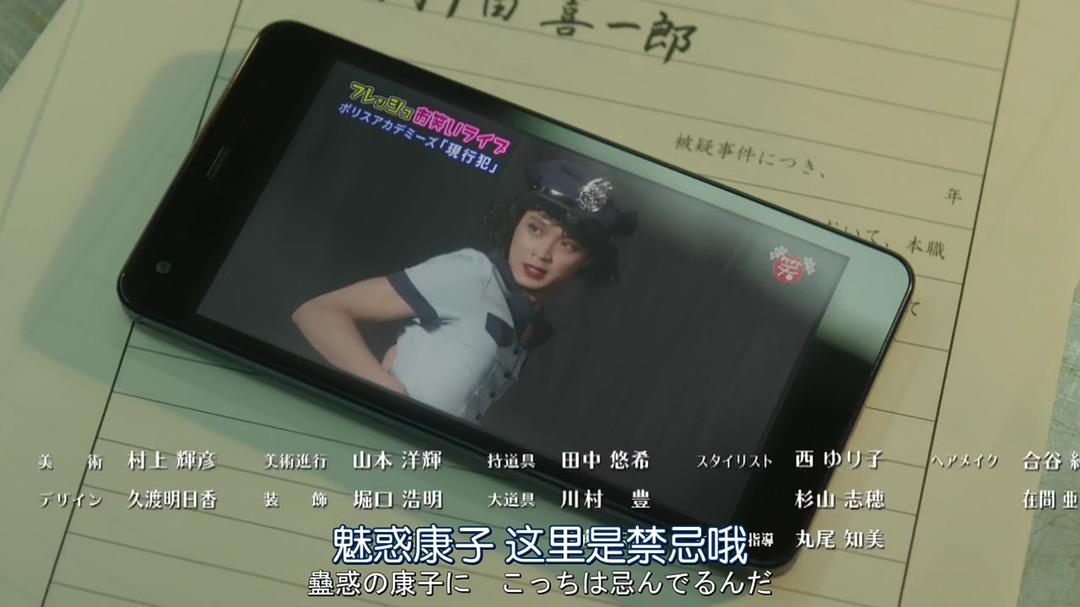 喜一郎
被疑事件につき、
年
おいて、本職
て
フレッシュお笑いライブ
ポリスアカデミーズ「現行犯」
笑
美術 村上 輝彦 美術進行 山本 洋輝 持道具 田中 悠希 スタイリスト 西 ゆり子 ヘアメイク 合谷
デザイン 久渡明日香 装飾 堀口 浩明 大道具 川村 豊 杉山 志穂 在間 亜
指導 丸尾 知美
魅惑康子 这里是禁忌哦
蠱惑の康子に こっちは忌んでるんだ